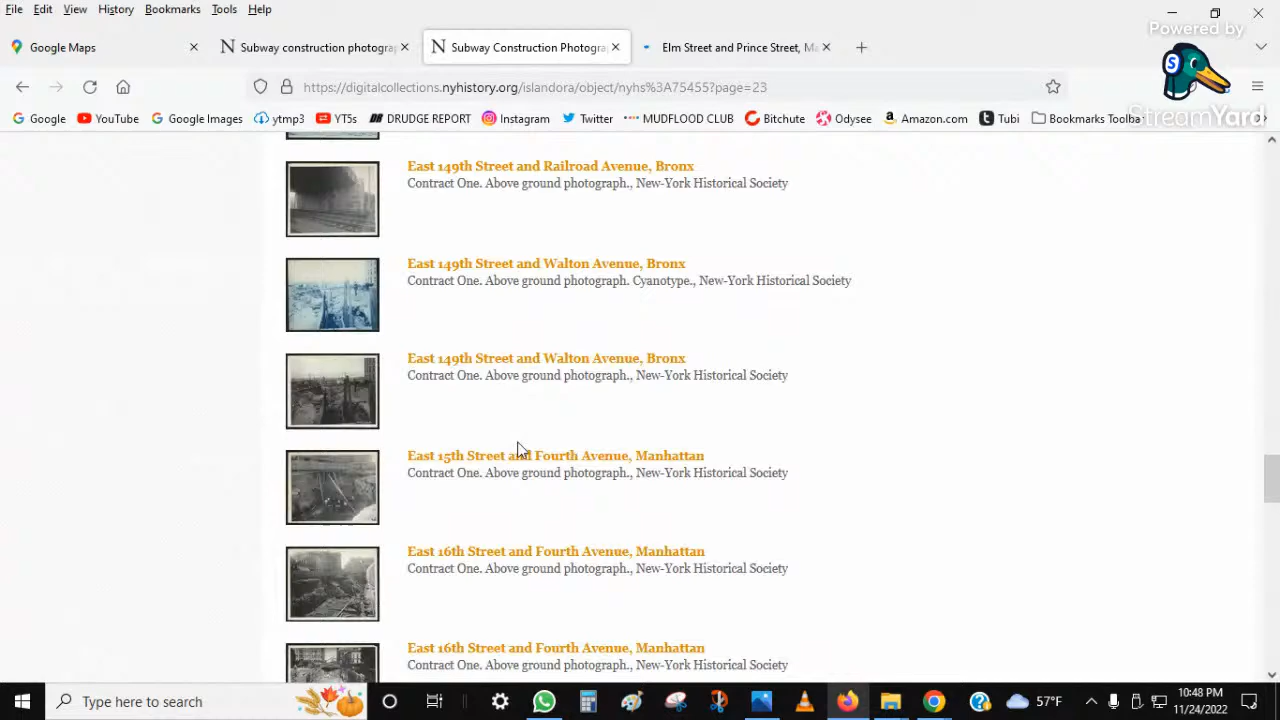 File Edit View History Bookmarks Tools Help
Powered by
Google Maps
Subway construction photogra
Subway Construction Photogra
Elm Street and Prince Street, Ma
https://digitalcollections.nyhistory.org/islandora/object/nyhs%3A75455?page=23
StreamYard
Google YouTube Google Images ytmp3 YT5s DRUDGE REPORT Instagram Twitter MUDFLOOD CLUB Bitchute Odysee Amazon.com Tubi Bookmarks Toolba
East 149th Street and Railroad Avenue, Bronx
Contract One. Above ground photograph., New-York Historical Society
East 149th Street and Walton Avenue, Bronx
Contract One. Above ground photograph. Cyanotype., New-York Historical Society
East 149th Street and Walton Avenue, Bronx
Contract One. Above ground photograph., New-York Historical Society
East 15th Street and Fourth Avenue, Manhattan
Contract One. Above ground photograph., New-York Historical Society
East 16th Street and Fourth Avenue, Manhattan
Contract One. Above ground photograph., New-York Historical Society
East 16th Street and Fourth Avenue, Manhattan
Contract One. Above ground photograph., New-York Historical Society
Type here to search
57°F
10:48 PM
11/24/2022